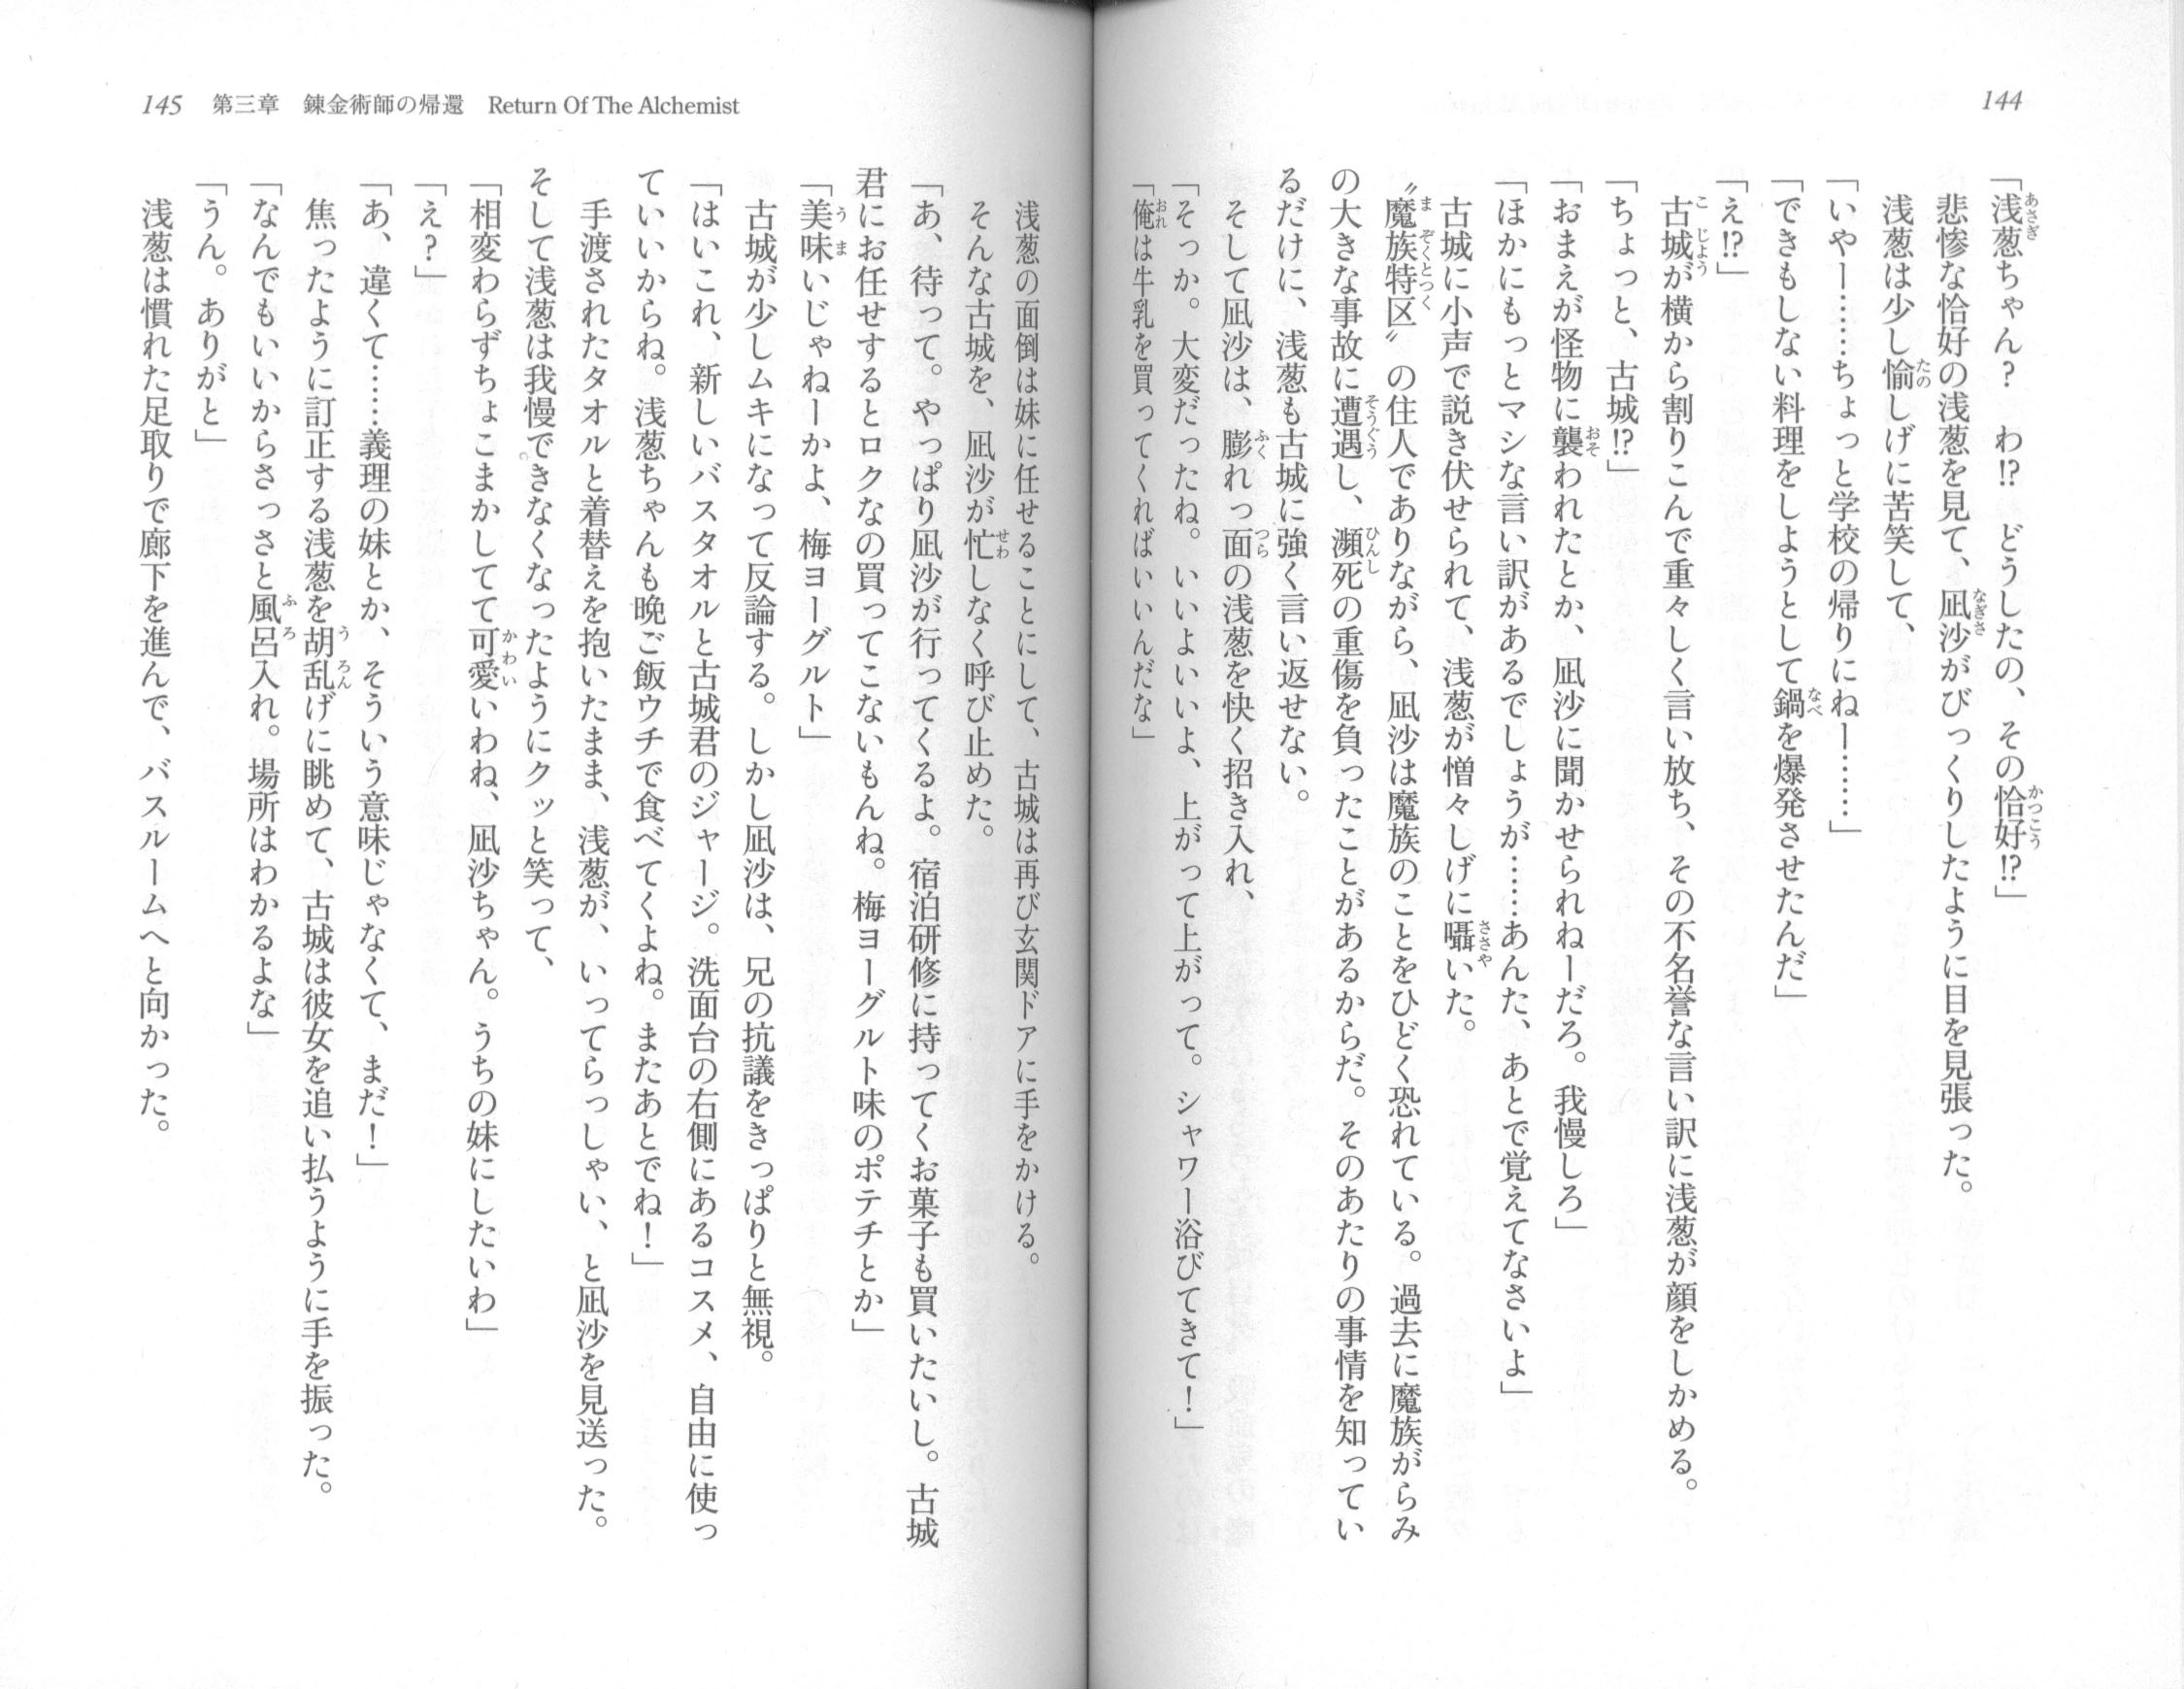 144
「浅葱ちゃん？　わ!?　どうしたの、その恰好!?」
悲惨な恰好の浅葱を見て、凪沙がびっくりしたように目を見張った。
浅葱は少し愉しげに苦笑して、
「いやー……ちょっと学校の帰りにねー……」
「できもしない料理をしようとして鍋を爆発させたんだ」
「え!?」
古城が横から割りこんで重々しく言い放ち、その不名誉な言い訳に浅葱が顔をしかめる。
「ちょっと、古城!?」
「おまえが怪物に襲われたとか、凪沙に聞かせられねーだろ。我慢しろ」
「ほかにもっとマシな言い訳があるでしょうが……あんた、あとで覚えてなさいよ」
古城に小声で説き伏せられて、浅葱が憎々しげに囁いた。
〝魔族特区〟の住人でありながら、凪沙は魔族のことをひどく恐れている。過去に魔族がらみ
の大きな事故に遭遇し、瀕死の重傷を負ったことがあるからだ。そのあたりの事情を知ってい
るだけに、浅葱も古城に強く言い返せない。
そして凪沙は、膨れっ面の浅葱を快く招き入れ、
「そっか。大変だったね。いいよいいよ、上がって上がって。シャワー浴びてきて！」
「俺は牛乳を買ってくればいいんだな」
145　第三章　錬金術師の帰還　Return Of The Alchemist
浅葱の面倒は妹に任せることにして、古城は再び玄関ドアに手をかける。
そんな古城を、凪沙が忙しなく呼び止めた。
「あ、待って。やっぱり凪沙が行ってくるよ。宿泊研修に持ってくお菓子も買いたいし。古城
君にお任せするとロクなの買ってこないもんね。梅ヨーグルト味のポテチとか」
「美味いじゃねーかよ、梅ヨーグルト」
古城が少しムキになって反論する。しかし凪沙は、兄の抗議をきっぱりと無視。
「はいこれ、新しいバスタオルと古城君のジャージ。洗面台の右側にあるコスメ、自由に使っ
ていいからね。浅葱ちゃんも晩ご飯ウチで食べてくよね。またあとでね！」
手渡されたタオルと着替えを抱いたまま、浅葱が、いってらっしゃい、と凪沙を見送った。
そして浅葱は我慢できなくなったようにクッと笑って、
「相変わらずちょこまかしてて可愛いわね、凪沙ちゃん。うちの妹にしたいわ」
「え？」
「あ、違くて……義理の妹とか、そういう意味じゃなくて、まだ！」
焦ったように訂正する浅葱を胡乱げに眺めて、古城は彼女を追い払うように手を振った。
「なんでもいいからさっさと風呂入れ。場所はわかるよな」
「うん。ありがと」
浅葱は慣れた足取りで廊下を進んで、バスルームへと向かった。